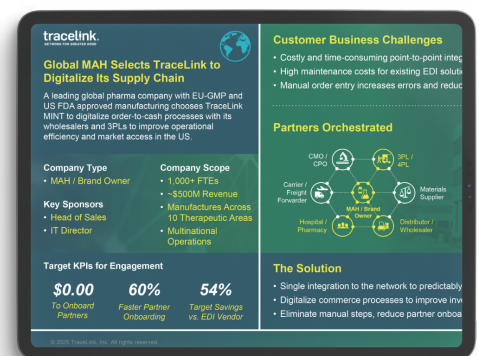 tracelink.
NETWORK FOR GREATER GOOD
Global MAH Selects TraceLink to
Digitalize Its Supply Chain
A leading global pharma company with EU-GMP and
US FDA approved manufacturing chooses TraceLink
MINT to digitalize order-to-cash processes with its
wholesalers and 3PLs to improve operational
efficiency and market access in the US.
Company Type
• MAH / Brand Owner
Key Sponsors
• Head of Sales
• IT Director
Company Scope
• 1,000+ FTEs
• ~$500M Revenue
• Manufactures Across
10 Therapeutic Areas
• Multinational
Operations
Target KPIs for Engagement
$0.00
To Onboard
Partners
60%
Faster Partner
Onboarding
54%
Target Savings
vs. EDI Vendor
© 2025 TraceLink, Inc. All rights reserved.
Customer Business Challenges
• Costly and time-consuming point-to-point integ
• High maintenance costs for existing EDI soluti
• Manual order entry increases errors and reduc
Partners Orchestrated
CMO /
CPO
3PL /
4PL
Carrier /
Freight
Forwarder
MAH / Brand
Owner
Materials
Supplier
Hospital /
Pharmacy
Distributor /
Wholesaler
The Solution
• Single integration to the network to predictably
• Digitalize commerce processes to improve inve
• Eliminate manual steps, reduce partner onboa